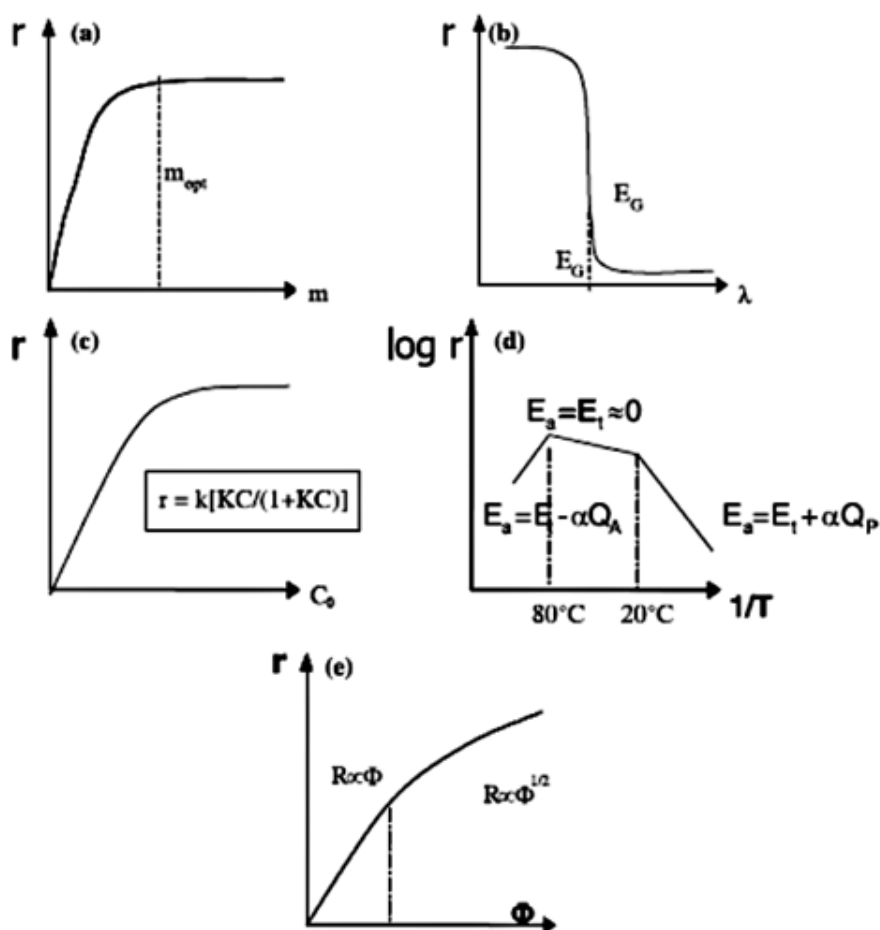 r (a)
m_opt
m
r (b)
E_G
E_G
λ
r (c)
r = k[KC/(1+KC)]
C_0
log r (d)
E_a=E_t≈0
E_a=E_t-αQ_A
E_a=E_t+αQ_P
80°C 20°C 1/T
r (e)
R∝Φ
R∝Φ^1/2
Φ